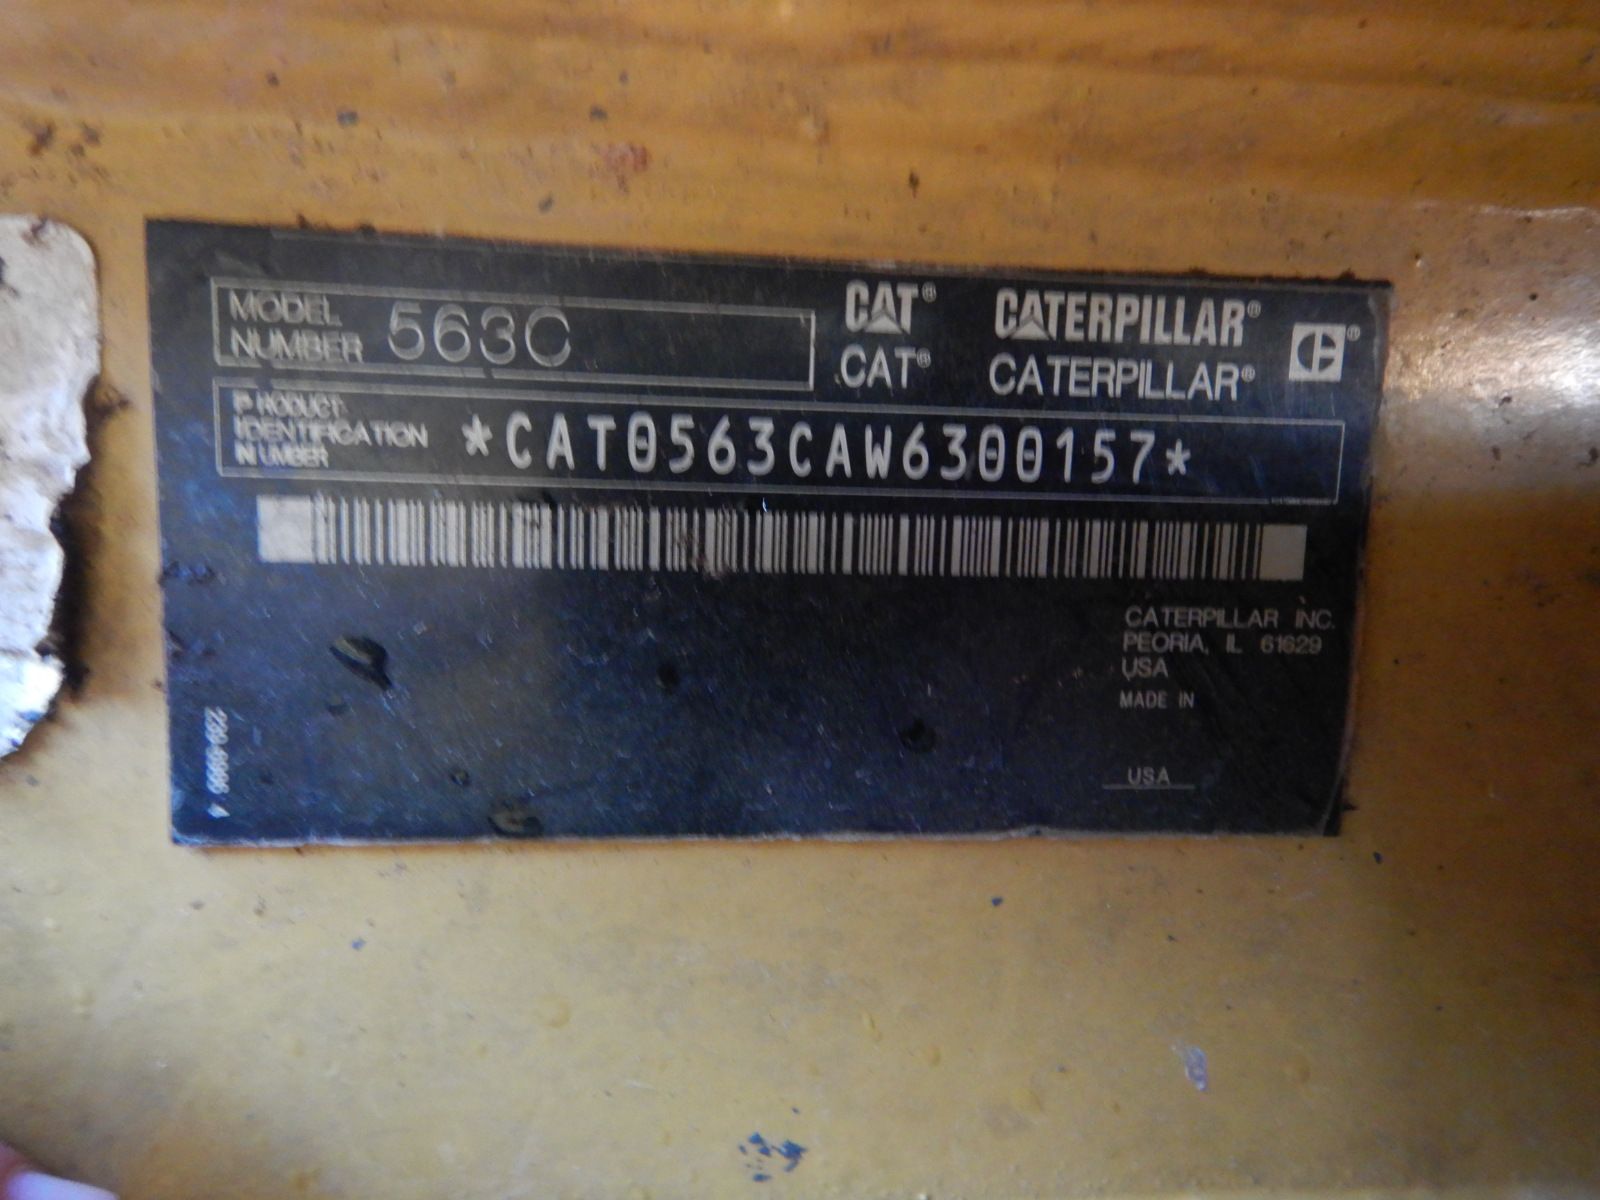 MODEL NUMBER 563C
CAT® CATERPILLAR®
CAT® CATERPILLAR®
PRODUCT IDENTIFICATION NUMBER *CAT0563CAW6300157*
CATERPILLAR INC.
PEORIA, IL 61629
USA
MADE IN
USA